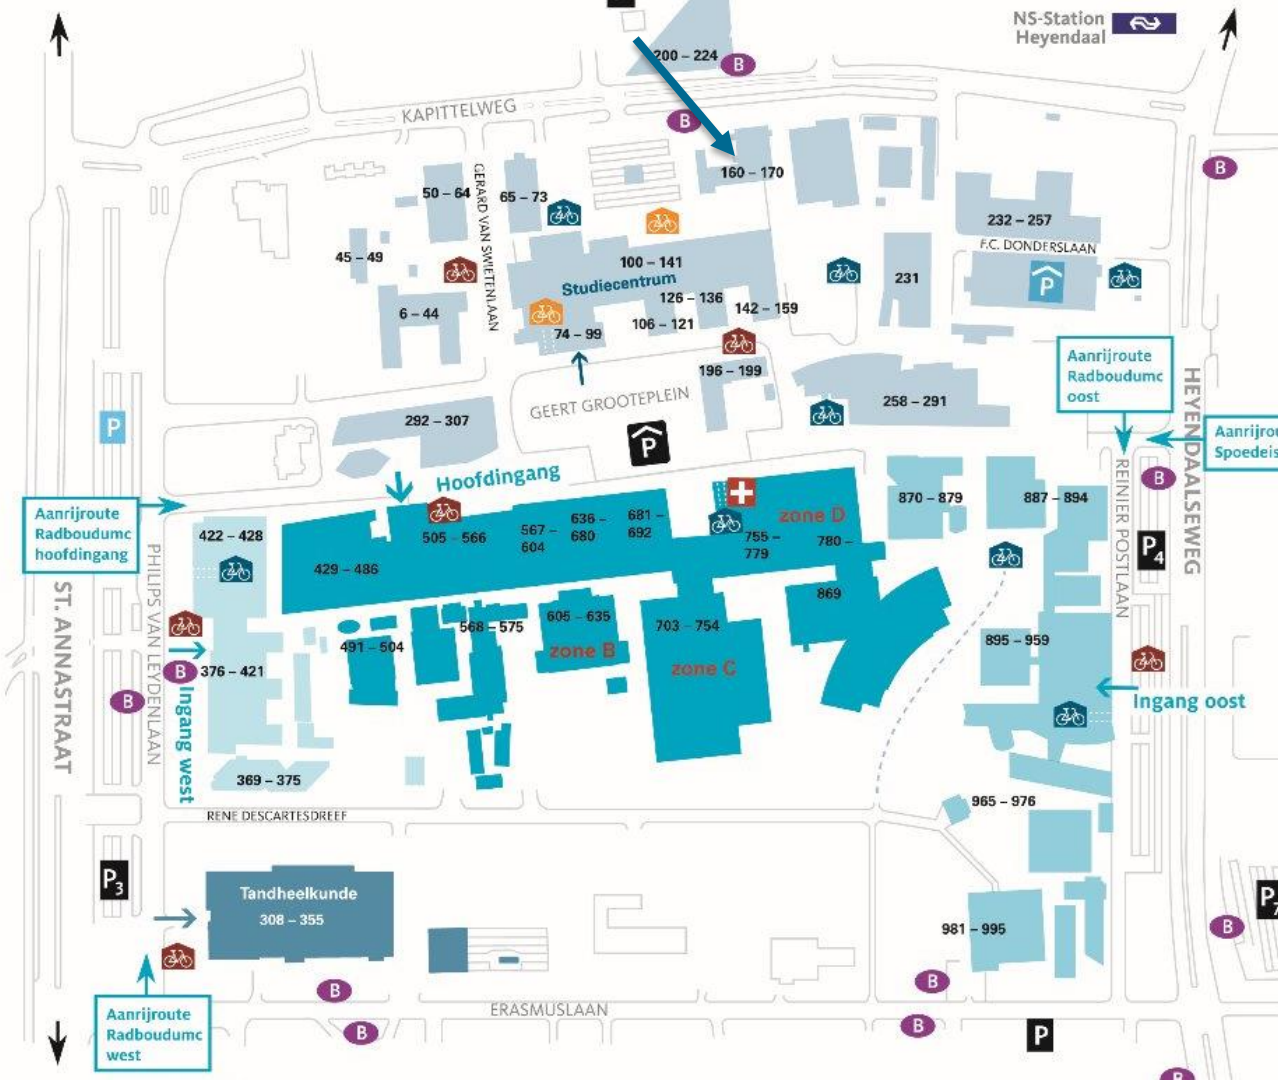 NS-Station
Heyendaal
200 – 224
B
KAPITTELWEG
B
160 – 170
B
50 – 64
GERARD VAN SWIETENLAAN
65 – 73
232 – 257
F.C. DONDERSLAAN
45 – 49
100 – 141
Studiecentrum
231
P
6 – 44
126 – 136
142 – 159
106 – 121
74 – 99
Aanrijroute
Radboudumc
oost
196 – 199
HEYENDAALSEWEG
GEERT GROOTEPLEIN
258 – 291
292 – 307
P
P
Aanrijrou
Spoedeis
Hoofdingang
REINIER POSTLAAN
B
870 – 879
887 – 894
zone D
Aanrijroute
Radboudumc
hoofdingang
422 – 428
505 – 566
567 –
604
636 –
680
681 –
692
755 –
779
780 –
P4
PHILIPS VAN LEYDENLAAN
429 – 486
ST. ANNASTRAAT
869
605 – 635
568 – 575
703 – 754
491 – 504
895 – 959
zone B
zone C
B
376 – 421
B
Ingang west
Ingang oost
369 – 375
965 – 976
RENE DESCARTESDREEF
P3
Tandheelkunde
308 – 355
P7
981 – 995
B
B
B
ERASMUSLAAN
Aanrijroute
Radboudumc
west
B
B
P
B